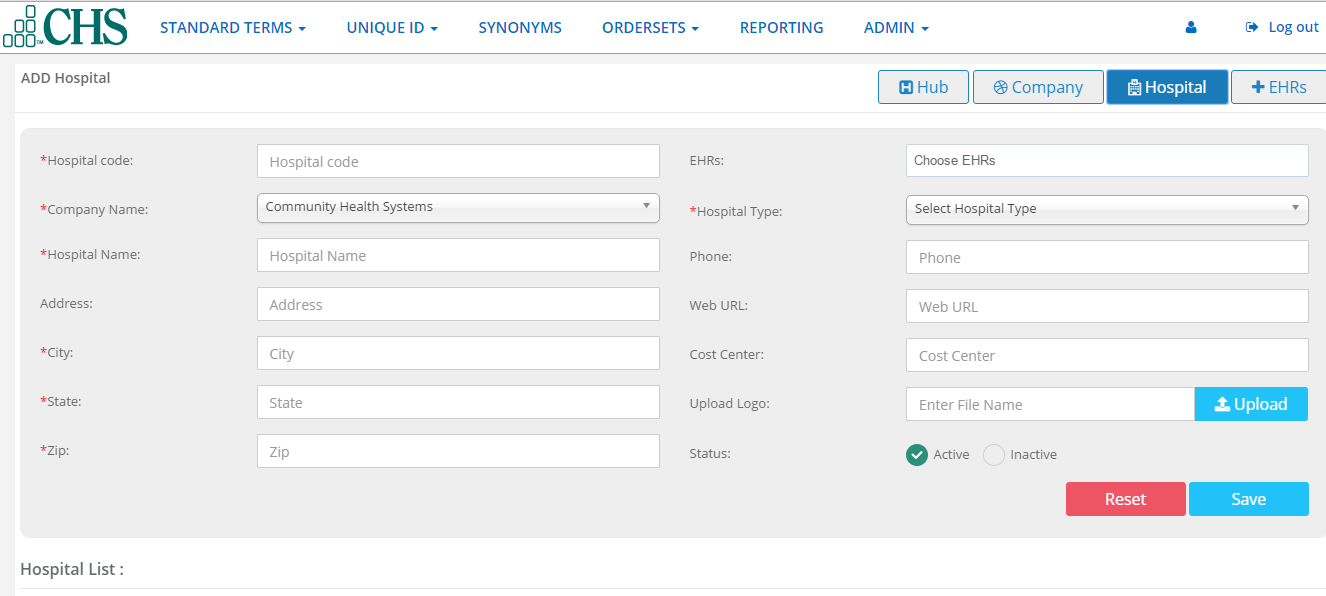 CHS STANDARD TERMS UNIQUE ID SYNONYMS ORDERSETS REPORTING ADMIN Log out
ADD Hospital Hub Company Hospital EHRs
*Hospital code: Hospital code EHRs: Choose EHRs
*Company Name: Community Health Systems *Hospital Type: Select Hospital Type
*Hospital Name: Hospital Name Phone: Phone
Address: Address Web URL: Web URL
*City: City Cost Center: Cost Center
*State: State Upload Logo: Enter File Name Upload
*Zip: Zip Status: Active Inactive
Reset Save
Hospital List :